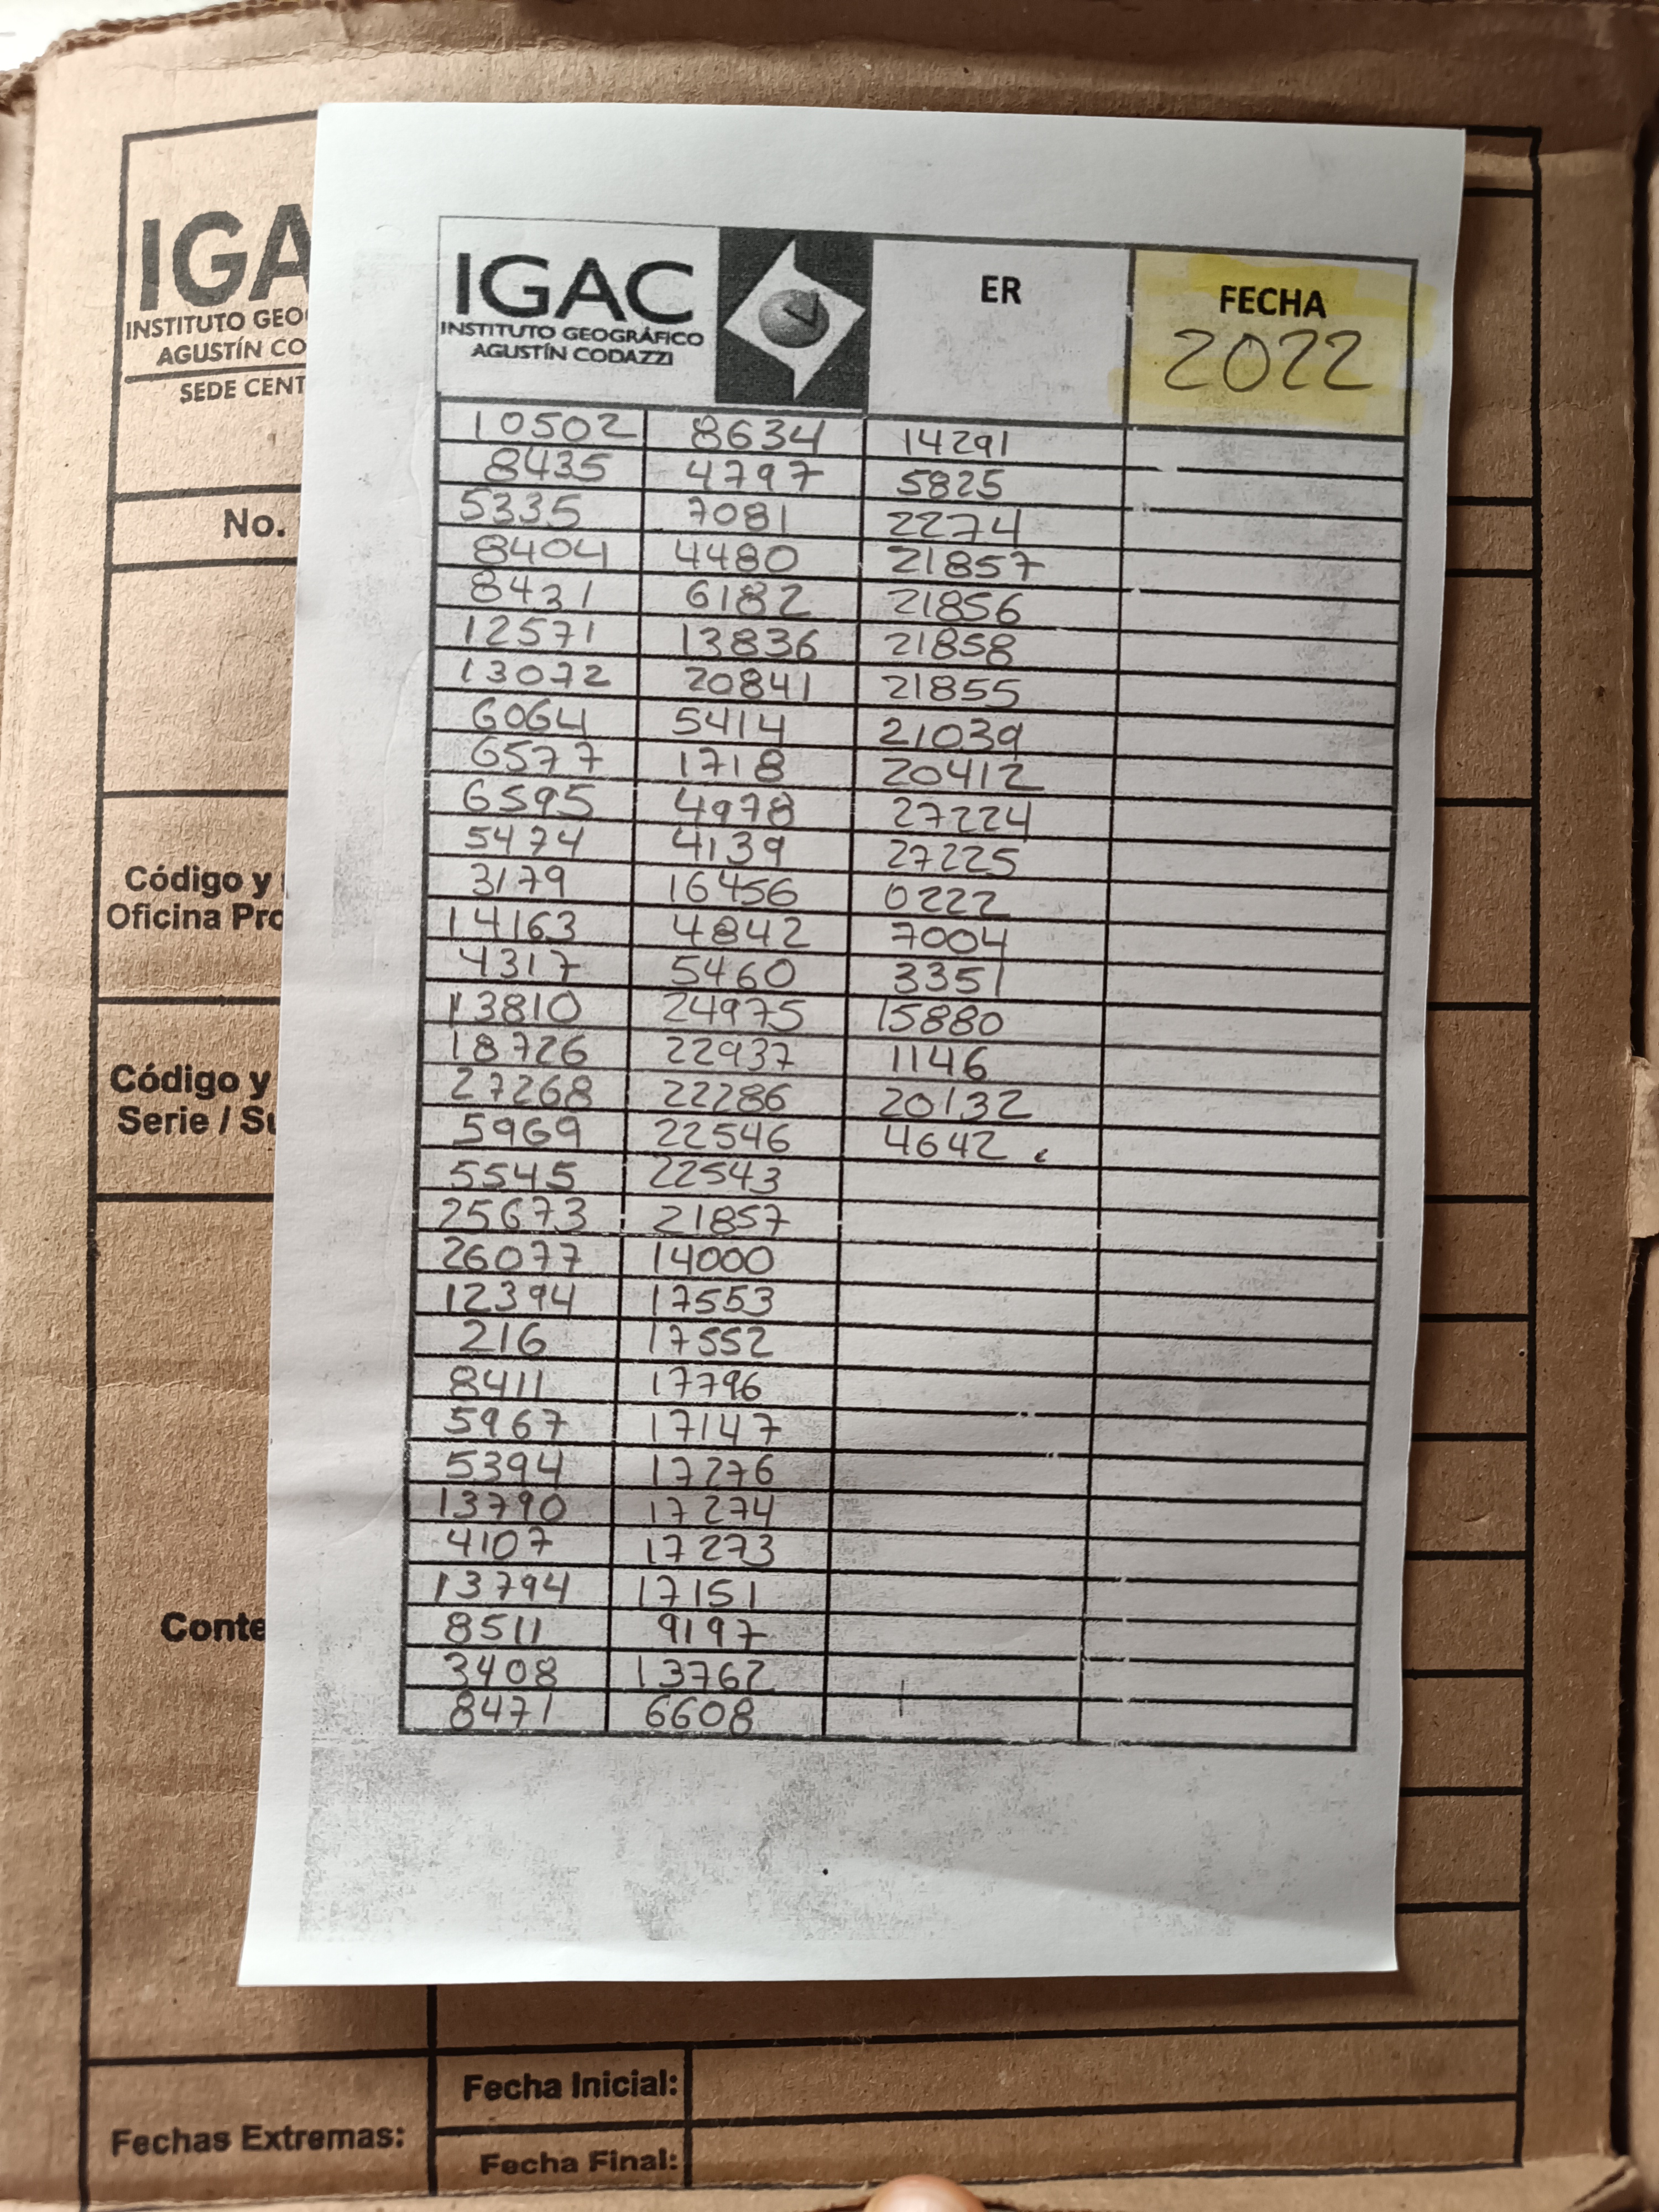 IGA
INSTITUTO GEO
AGUSTÍN CO
SEDE CENT
No.
Código y
Oficina Pro
Código y
Serie / Su
Conte
Fechas Extremas:
Fecha Inicial:
Fecha Final:
IGAC
INSTITUTO GEOGRÁFICO
AGUSTÍN CODAZZI
ER
FECHA
2022
10502 8634 14291
8435 4797 5825
5335 7081 2274
8404 4480 21857
8431 6182 21856
12571 13836 21858
13072 20841 21855
6064 5414 21039
6577 1718 20412
6595 4978 27224
5474 4139 27225
3179 16456 0222
14163 4842 7004
4317 5460 3351
13810 24975 15880
18726 22937 1146
27268 22286 20132
5969 22546 4642
5545 22543
25673 21857
26077 14000
12394 17553
216 17552
8411 17796
5967 17147
5394 17276
13790 17274
4107 17273
13794 17151
8511 9197
3408 13762
8471 6608